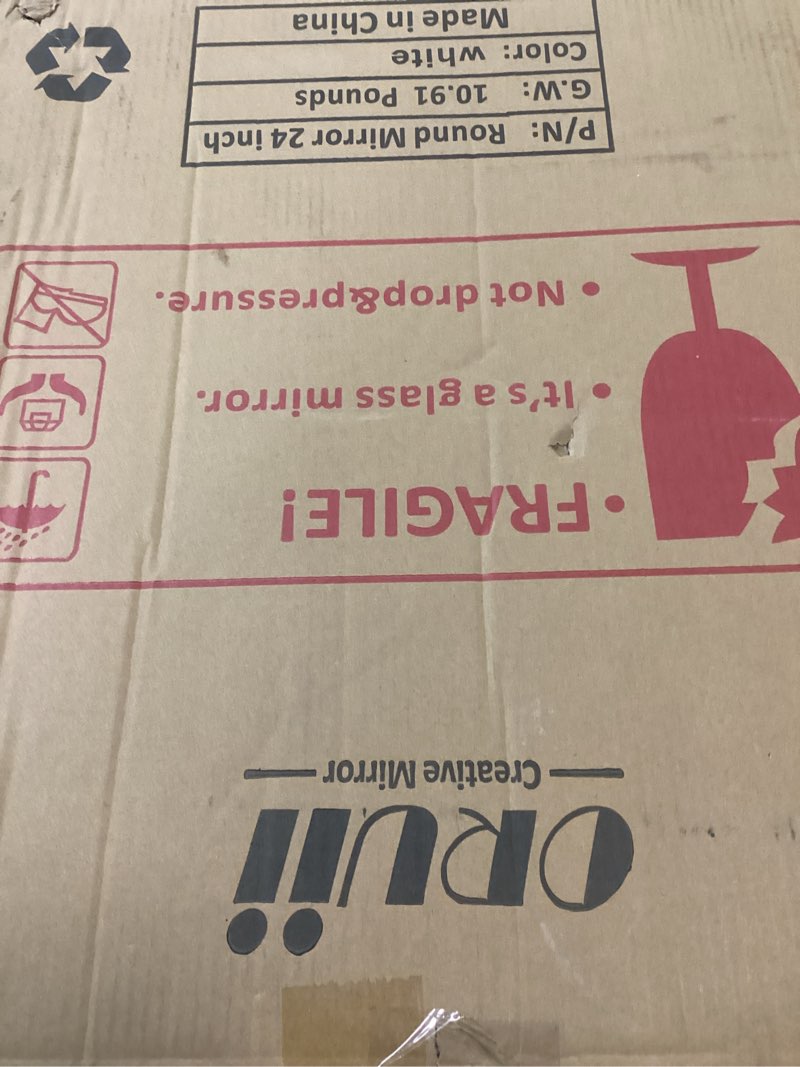 ORUii
Creative Mirror
• FRAGILE!
• It's a glass mirror.
• Not drop&pressure.
P/N: Round Mirror 24 inch
G.W: 10.91 Pounds
Color: white
Made in China